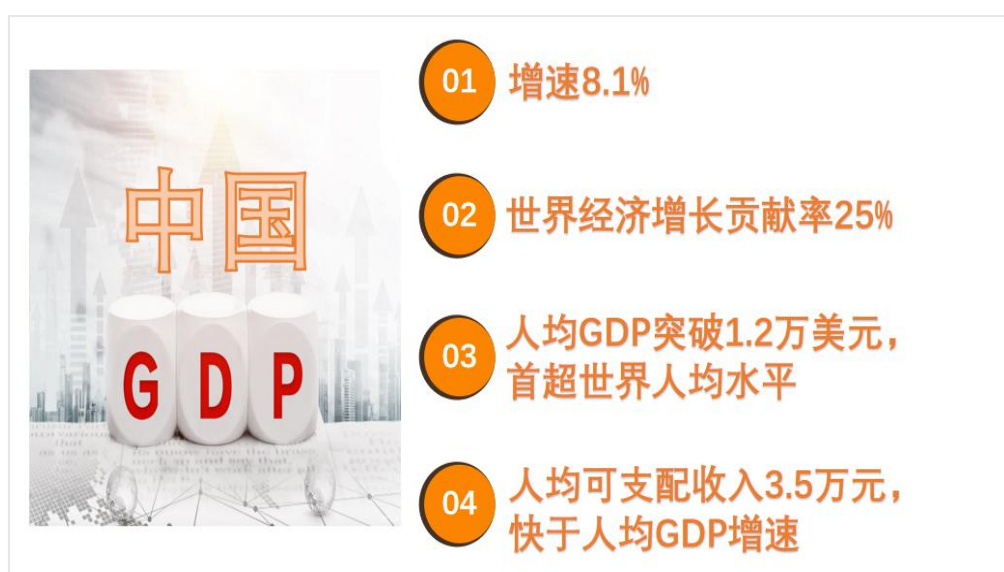 中国
GDP
01 增速8.1%
02 世界经济增长贡献率25%
03 人均GDP突破1.2万美元，
首超世界人均水平
04 人均可支配收入3.5万元，
快于人均GDP增速